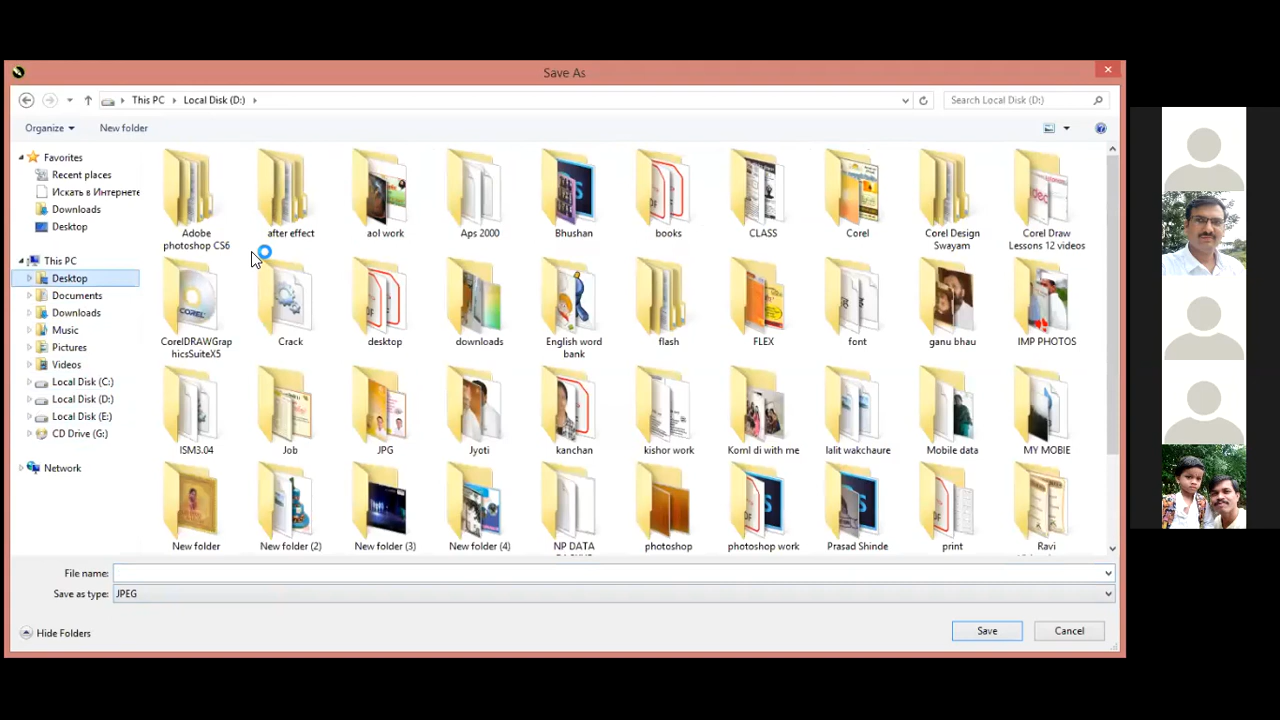 Save As
This PC
Local Disk (D:)
Search Local Disk (D:)
Organize
New folder
Favorites
Recent places
Искать в Интернете
Downloads
Desktop
This PC
Desktop
Documents
Downloads
Music
Pictures
Videos
Local Disk (C:)
Local Disk (D:)
Local Disk (E:)
CD Drive (G:)
Network
Adobe photoshop CS6
after effect
aol work
Aps 2000
Bhushan
books
CLASS
Corel
Corel Design Swayam
Corel Draw Lessons 12 videos
CorelDRAWGraphicsSuiteX5
Crack
desktop
downloads
English word bank
flash
FLEX
font
ganu bhau
IMP PHOTOS
ISM3.04
Job
JPG
Jyoti
kanchan
kishor work
Koml di with me
lalit wakchaure
Mobile data
MY MOBIE
New folder
New folder (2)
New folder (3)
New folder (4)
NP DATA
photoshop
photoshop work
Prasad Shinde
print
Ravi
File name:
Save as type:
JPEG
Hide Folders
Save
Cancel